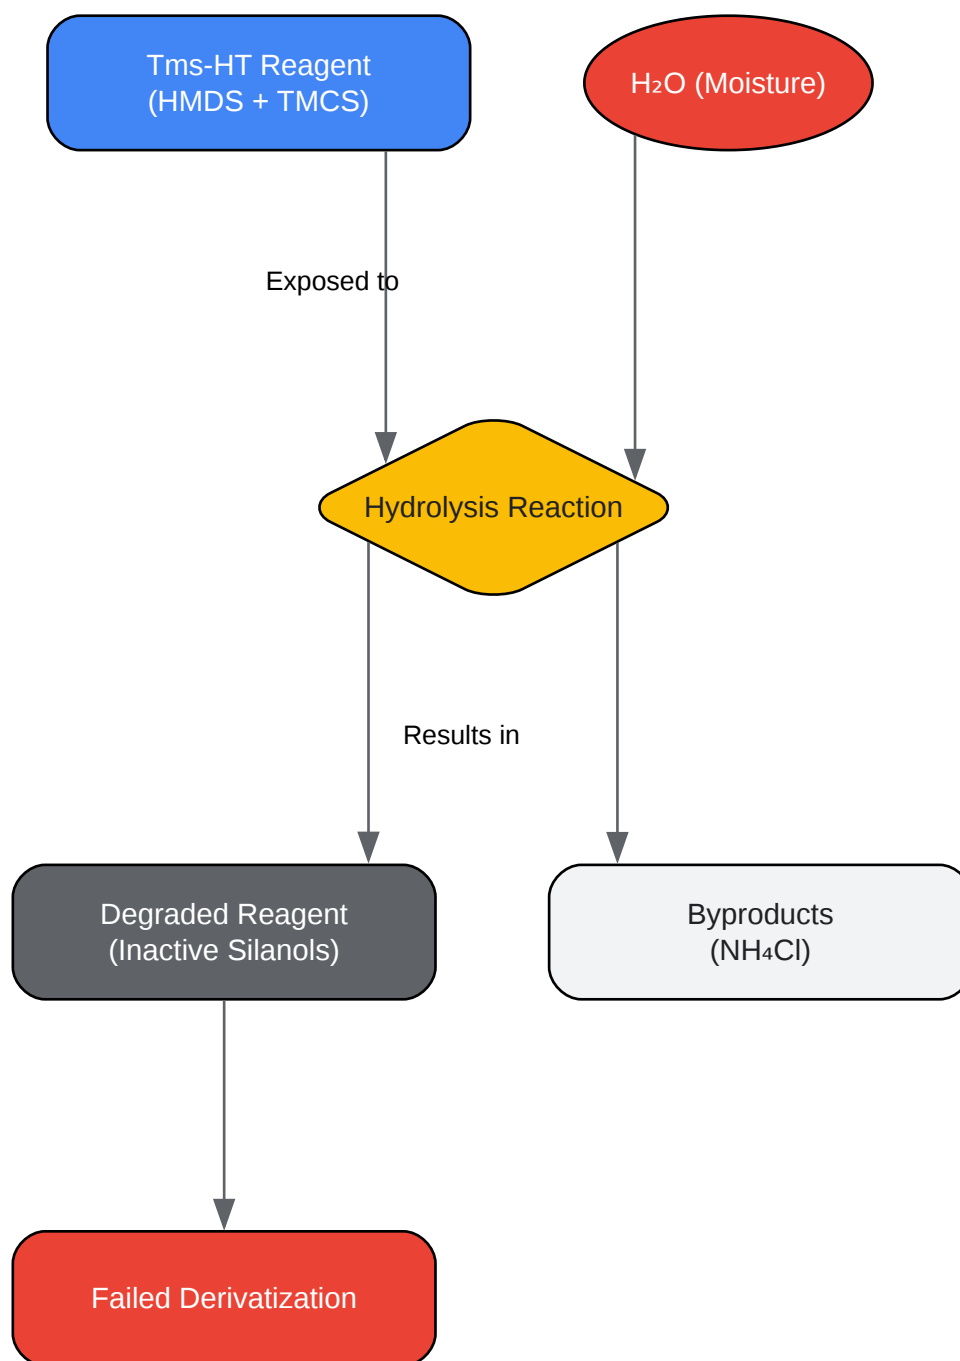 Tms-HT Reagent
(HMDS + TMCS)
H₂O (Moisture)
Exposed to
Hydrolysis Reaction
Results in
Degraded Reagent
(Inactive Silanols)
Byproducts
(NH₄Cl)
Failed Derivatization